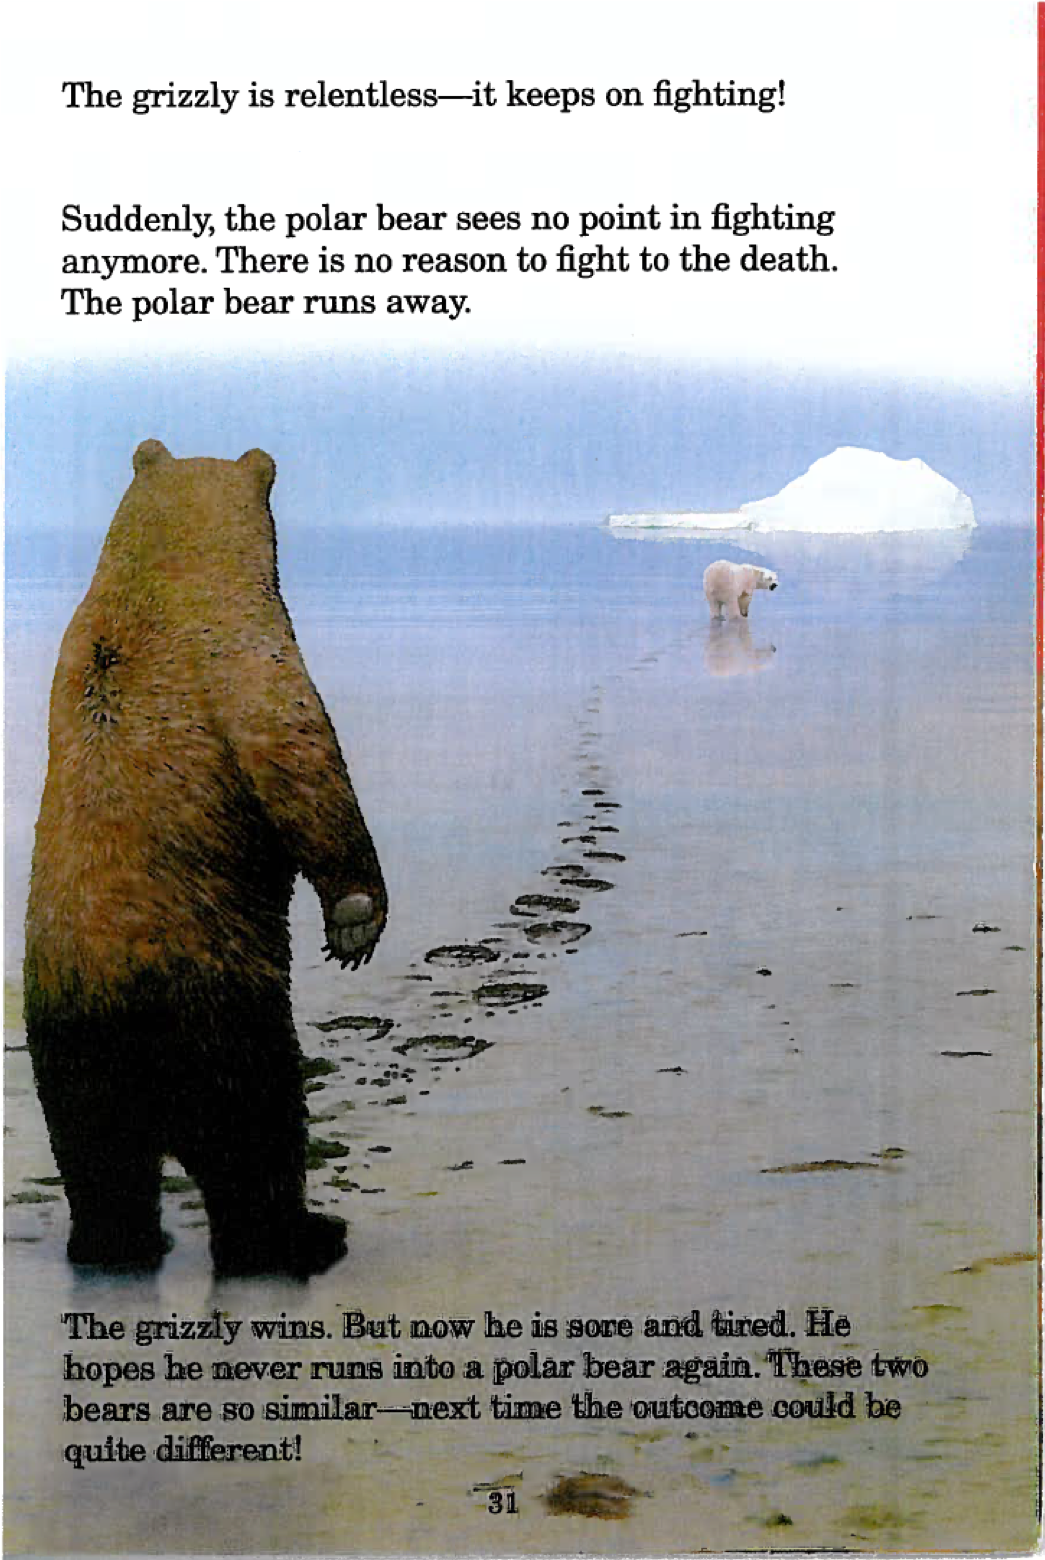 The grizzly is relentless—it keeps on fighting!
Suddenly, the polar bear sees no point in fighting
anymore. There is no reason to fight to the death.
The polar bear runs away.
The grizzly wins. But now he is sore and tired. He
hopes he never runs into a polar bear again. These two
bears are so similar—next time the outcome could be
quite different!
31